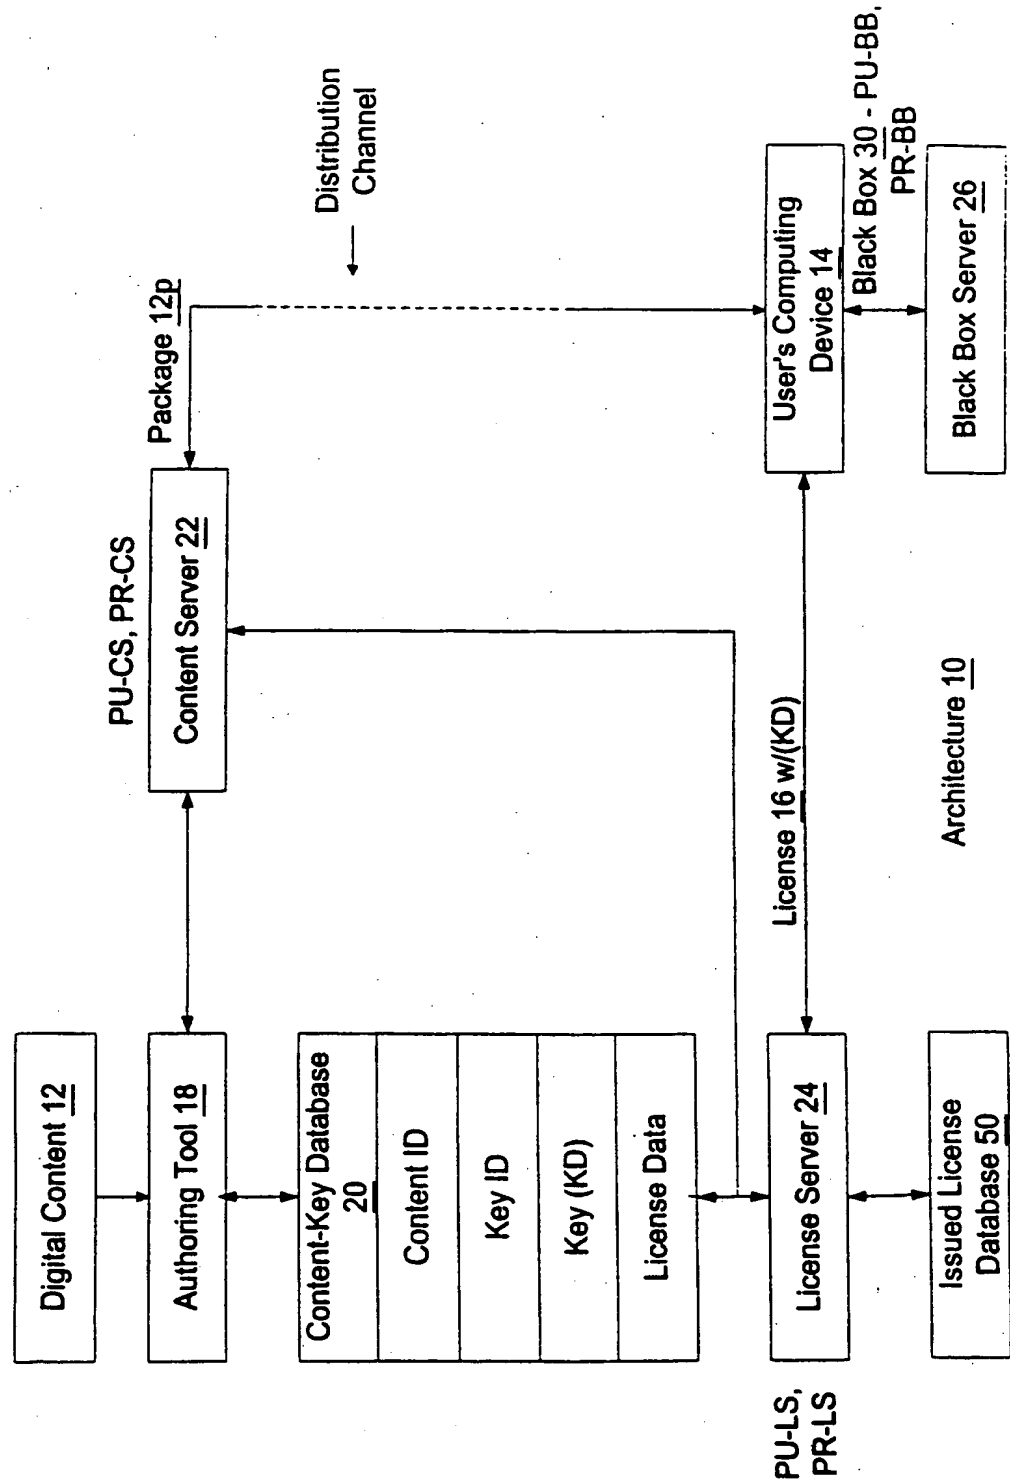 Digital Content 12
Authoring Tool 18
Content-Key Database
20
Content ID
Key ID
Key (KD)
License Data
PU-LS,
PR-LS
License Server 24
Issued License
Database 50
PU-CS, PR-CS
Content Server 22
Package 12p
Distribution
Channel
License 16 w/(KD)
User's Computing
Device 14
Black Box 30 - PU-BB,
PR-BB
Black Box Server 26
Architecture 10